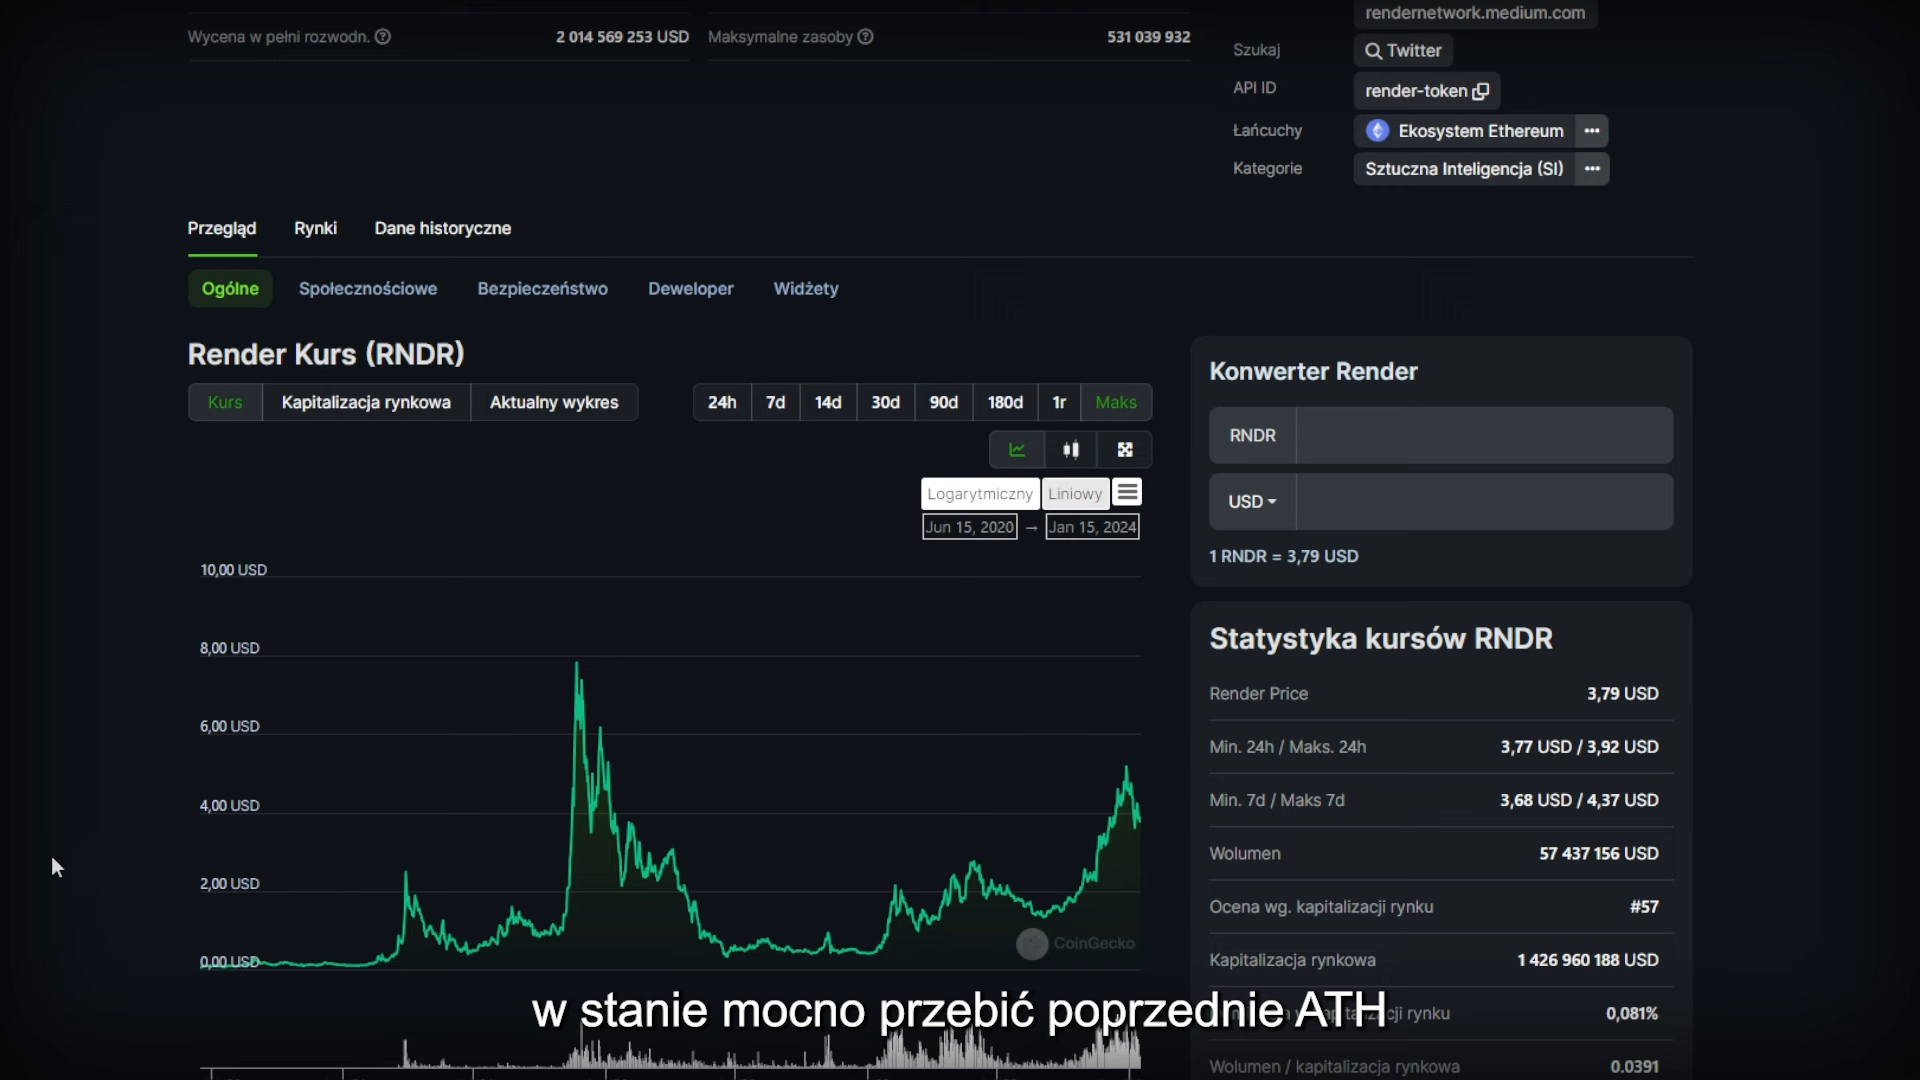 rendernetwork.medium.com
Wycena w pełni rozwodn. 2 014 569 253 USD Maksymalne zasoby 531 039 932
Szukaj Twitter
API ID render-token
Łańcuchy Ekosystem Ethereum
Kategorie Sztuczna Inteligencja (SI)
Przegląd Rynki Dane historyczne
Ogólne Społecznościowe Bezpieczeństwo Deweloper Widżety
Render Kurs (RNDR)
Kurs Kapitalizacja rynkowa Aktualny wykres
24h 7d 14d 30d 90d 180d 1r Maks
Logarytmiczny Liniowy
Jun 15, 2020 → Jan 15, 2024
10,00 USD
8,00 USD
6,00 USD
4,00 USD
2,00 USD
0,00 USD
CoinGecko
Konwerter Render
RNDR
USD
1 RNDR = 3,79 USD
Statystyka kursów RNDR
Render Price 3,79 USD
Min. 24h / Maks. 24h 3,77 USD / 3,92 USD
Min. 7d / Maks 7d 3,68 USD / 4,37 USD
Wolumen 57 437 156 USD
Ocena wg. kapitalizacji rynku #57
Kapitalizacja rynkowa 1 426 960 188 USD
rynku 0,081%
Wolumen / kapitalizacja rynkowa 0.0391
w stanie mocno przebić poprzednie ATH